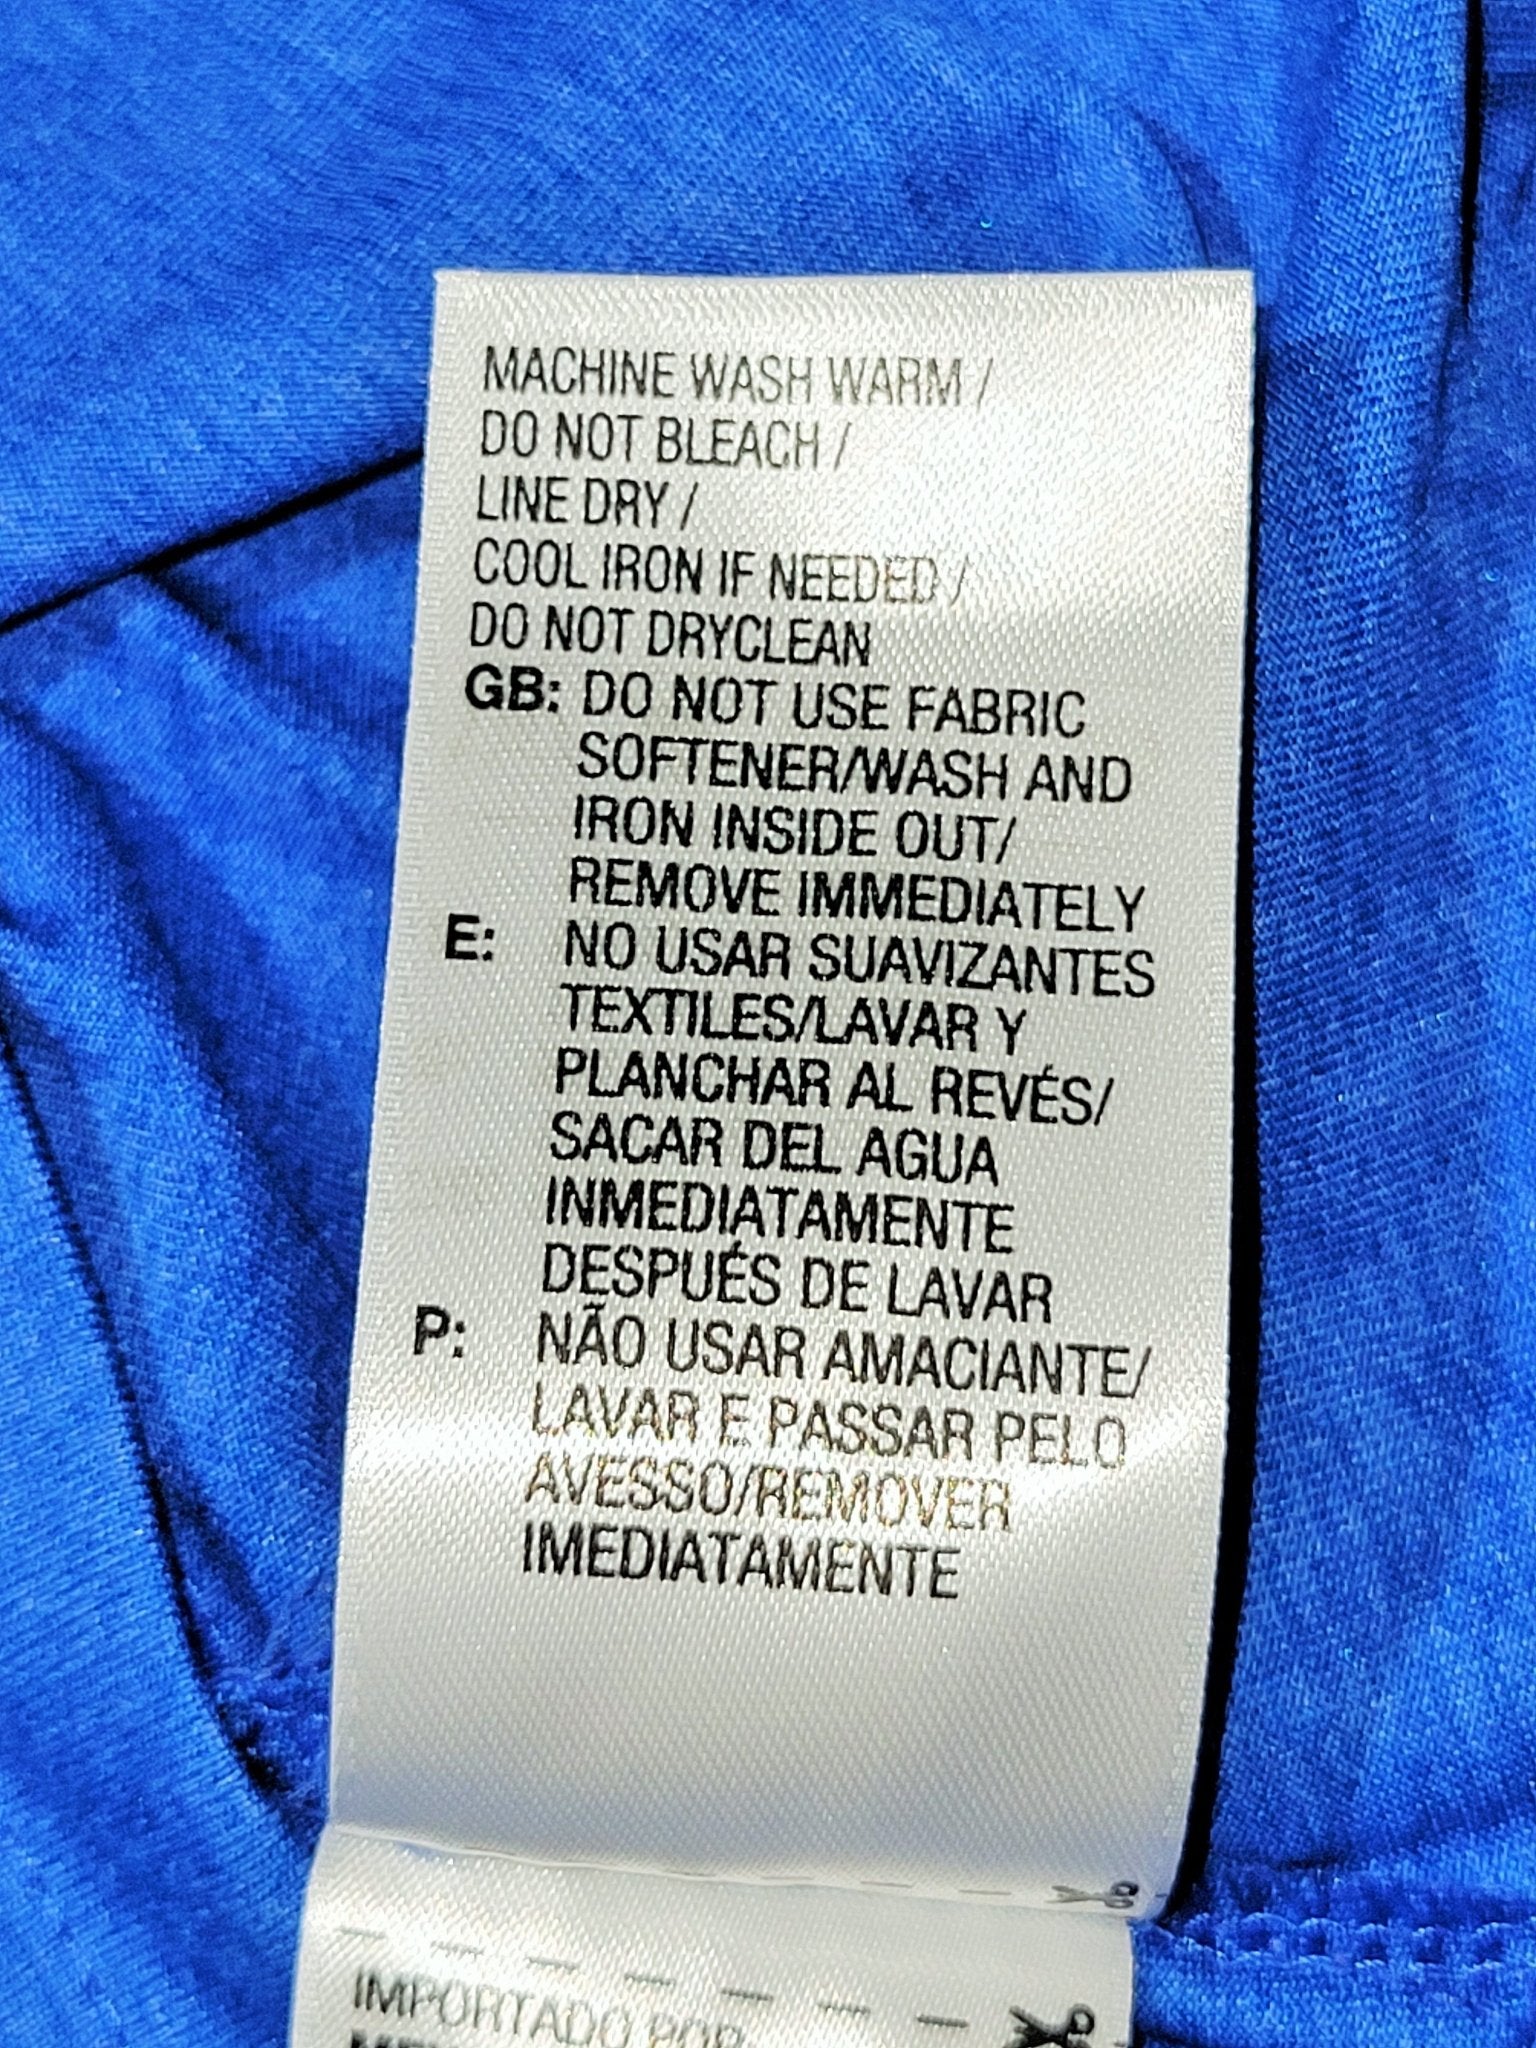 MACHINE WASH WARM /
DO NOT BLEACH /
LINE DRY /
COOL IRON IF NEEDED /
DO NOT DRYCLEAN
GB: DO NOT USE FABRIC
SOFTENER/WASH AND
IRON INSIDE OUT/
REMOVE IMMEDIATELY
E: NO USAR SUAVIZANTES
TEXTILES/LAVAR Y
PLANCHAR AL REVÉS/
SACAR DEL AGUA
INMEDIATAMENTE
DESPUÉS DE LAVAR
P: NÃO USAR AMACIANTE/
LAVAR E PASSAR PELO
AVESSO/REMOVER
IMEDIATAMENTE
IMPORTADO POR